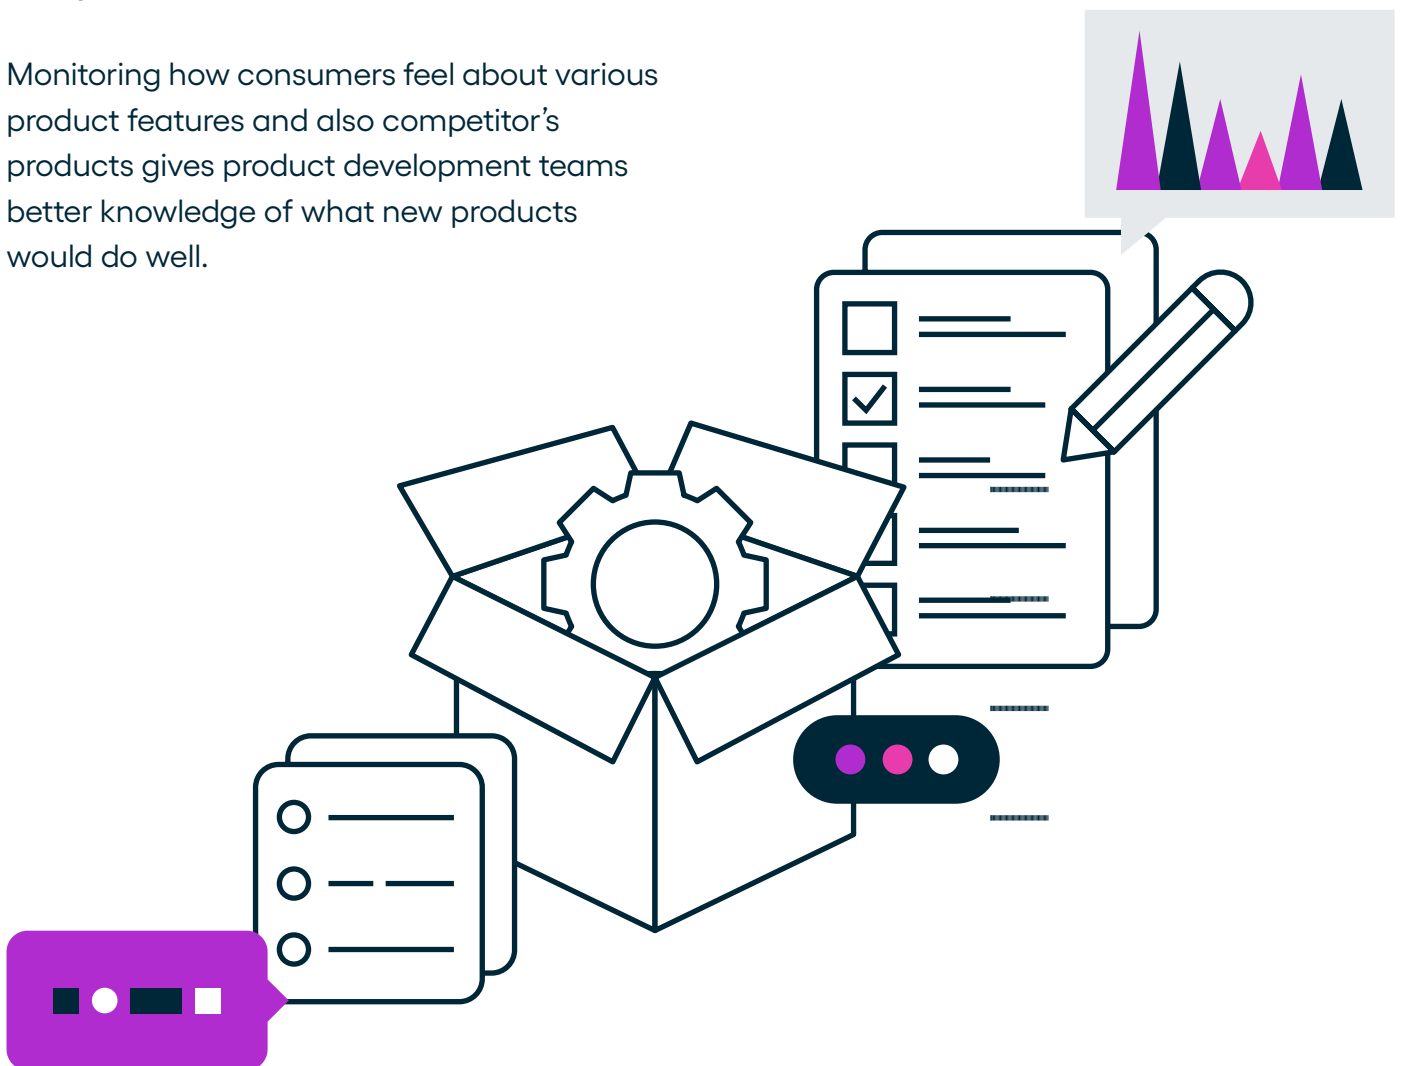 Monitoring how consumers feel about various
product features and also competitor’s
products gives product development teams
better knowledge of what new products
would do well.